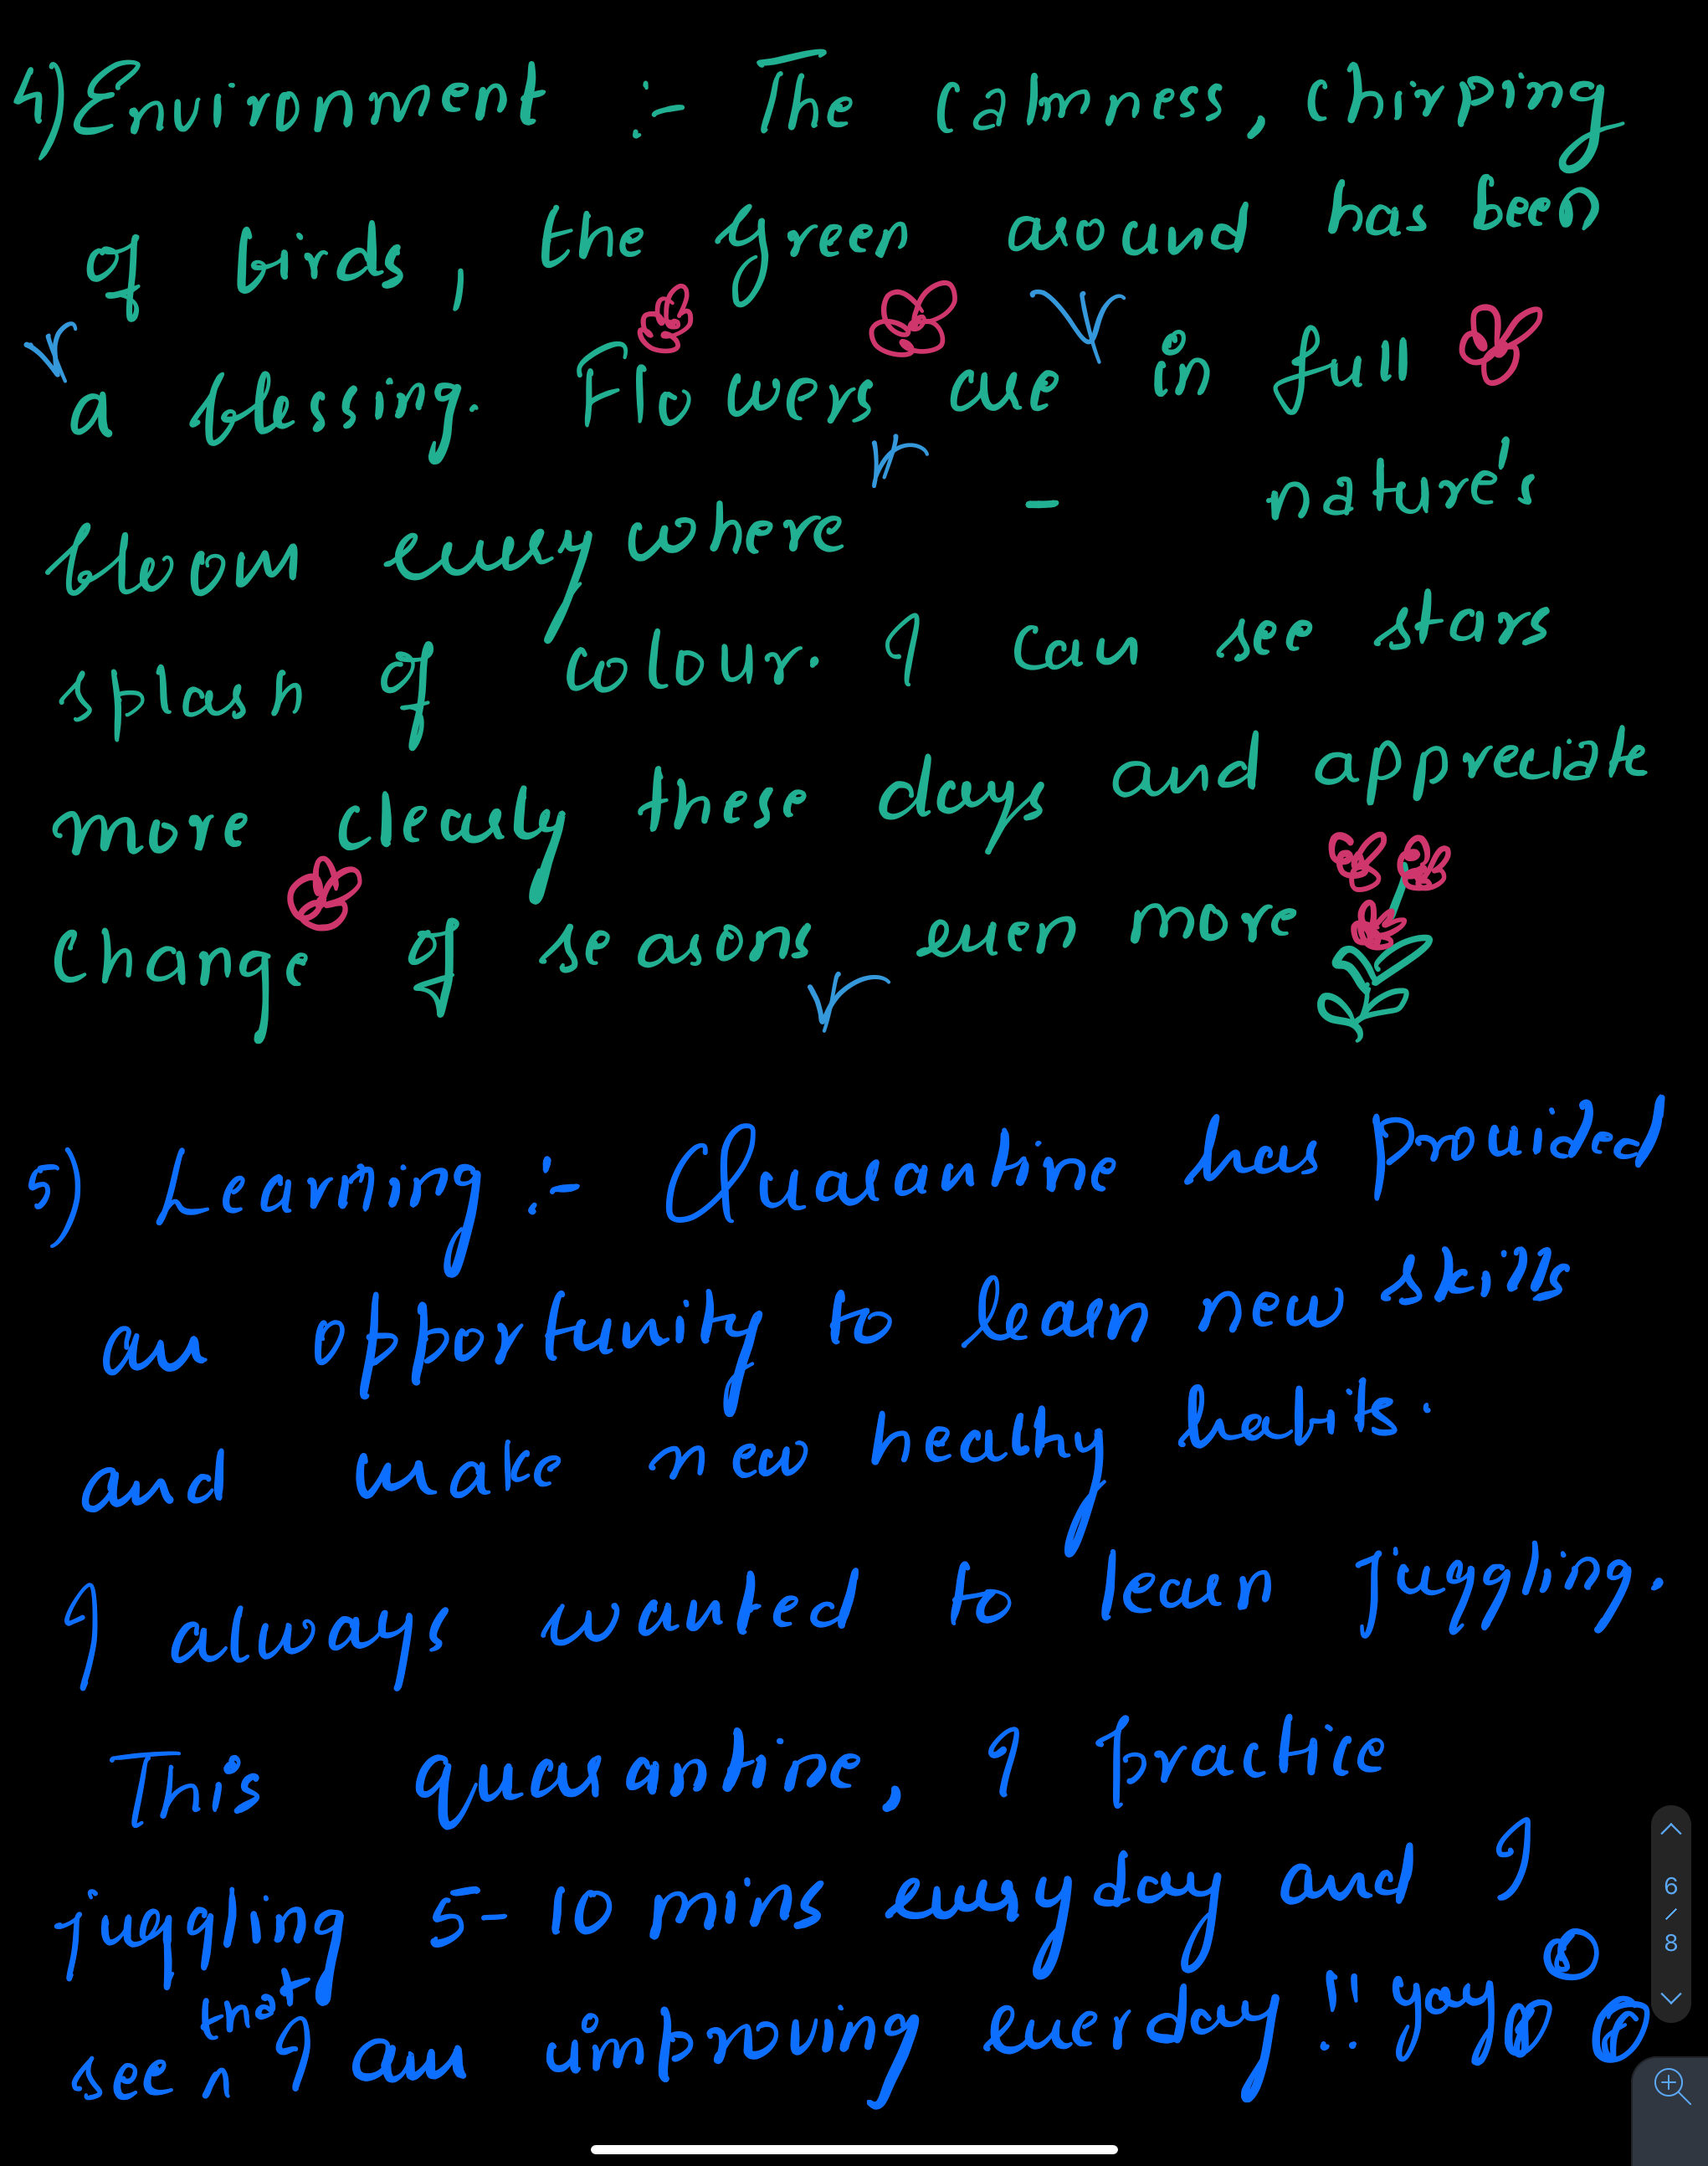 4) Environment :- The calmness, chirping
of birds, the green around has been
a blessing. Flowers are in full
bloom everywhere - nature's
splash of colour. I can see stars
more clearly these days and appreciate
change of seasons even more
5) Learning :- Quarantine has provided
an opportunity to learn new skills
and make new healhy habits.
I always wanted to learn juggling.
This quarantine, I practice
juggling 5-10 mins everyday and I
see that I am improving everday!! yay
6
/
8